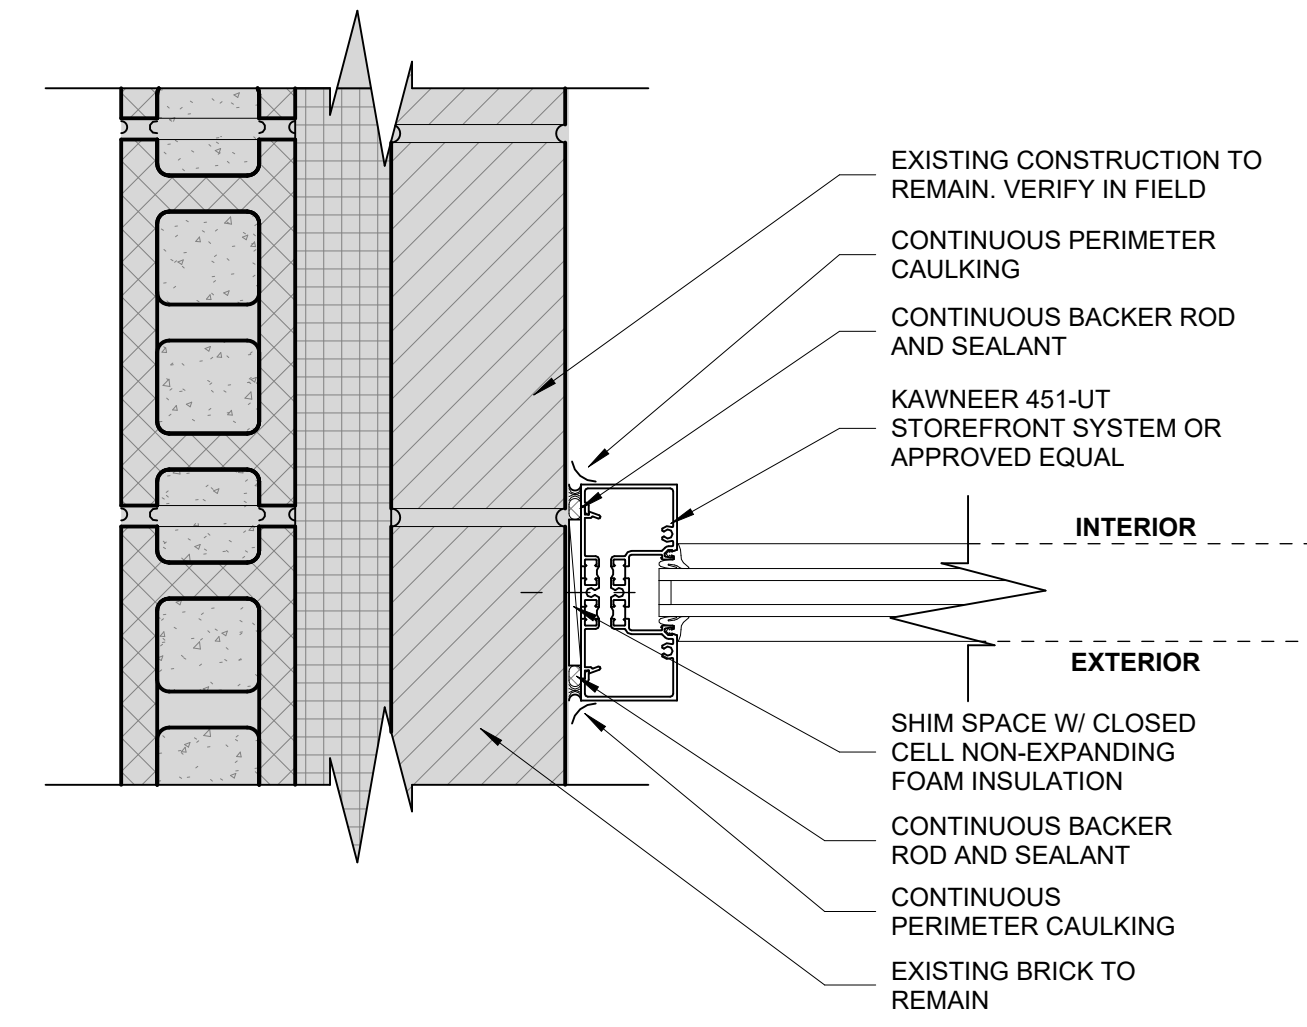 EXISTING CONSTRUCTION TO
REMAIN. VERIFY IN FIELD
CONTINUOUS PERIMETER
CAULKING
CONTINUOUS BACKER ROD
AND SEALANT
KAWNEER 451-UT
STOREFRONT SYSTEM OR
APPROVED EQUAL
INTERIOR
EXTERIOR
SHIM SPACE W/ CLOSED
CELL NON-EXPANDING
FOAM INSULATION
CONTINUOUS BACKER
ROD AND SEALANT
CONTINUOUS
PERIMETER CAULKING
EXISTING BRICK TO
REMAIN